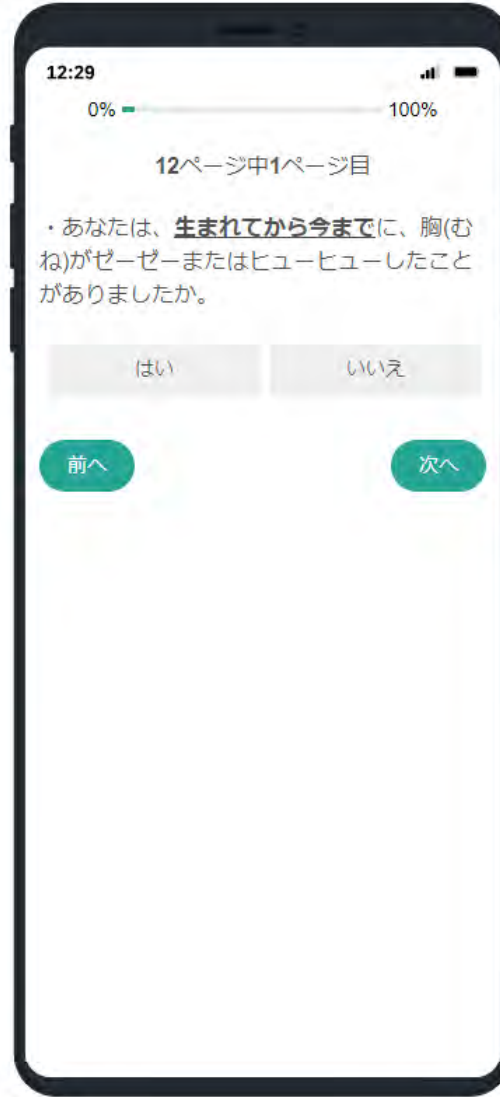 12:29
0% 100%
12ページ中1ページ目
・あなたは、生まれてから今までに、胸(む
ね)がゼーゼーまたはヒューヒューしたこと
がありましたか。
はい いいえ
前へ 次へ